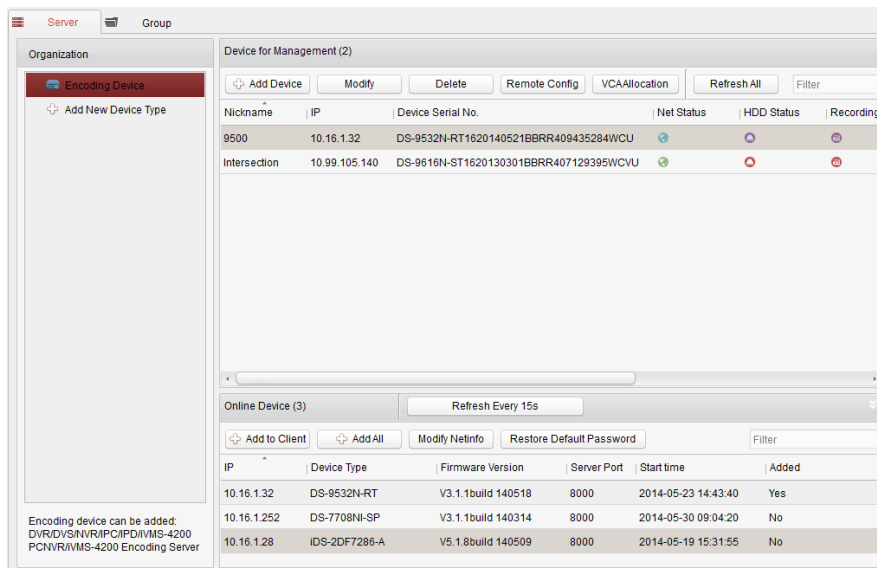 Server Group
Organization
Encoding Device
Add New Device Type
Encoding device can be added:
DVR/DVS/NVR/IPC/IPD/iVMS-4200
PCNVR/iVMS-4200 Encoding Server
Device for Management (2)
Add Device Modify Delete Remote Config VCAAllocation Refresh All Filter
Nickname IP Device Serial No. Net Status HDD Status Recording
9500 10.16.1.32 DS-9532N-RT1620140521BBRR409435284WCU
Intersection 10.99.105.140 DS-9616N-ST1620130301BBRR407129395WCVU
Online Device (3) Refresh Every 15s
Add to Client Add All Modify Netinfo Restore Default Password Filter
IP Device Type Firmware Version Server Port Start time Added
10.16.1.32 DS-9532N-RT V3.1.1build 140518 8000 2014-05-23 14:43:40 Yes
10.16.1.252 DS-7708NI-SP V3.1.1build 140314 8000 2014-05-30 09:04:20 No
10.16.1.28 iDS-2DF7286-A V5.1.8build 140509 8000 2014-05-19 15:31:55 No